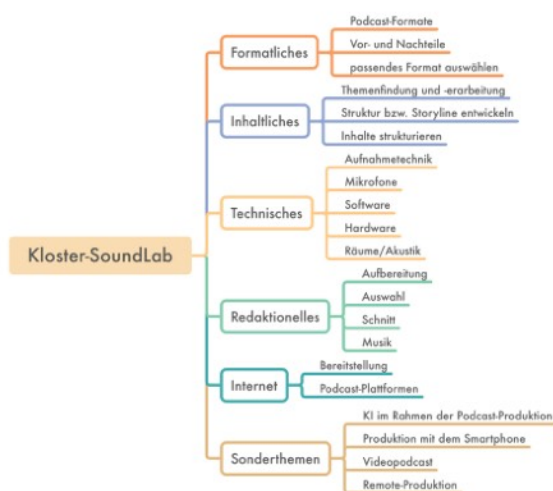 Kloster-SoundLab
Formatliches
Podcast-Formate
Vor- und Nachteile
passendes Format auswählen
Inhaltliches
Themenfindung und -erarbeitung
Struktur bzw. Storyline entwickeln
Inhalte strukturieren
Technisches
Aufnahmetechnik
Mikrofone
Software
Hardware
Räume/Akustik
Redaktionelles
Aufbereitung
Auswahl
Schnitt
Musik
Internet
Bereitstellung
Podcast-Plattformen
Sonderthemen
KI im Rahmen der Podcast-Produktion
Produktion mit dem Smartphone
Videopodcast
Remote-Produktion